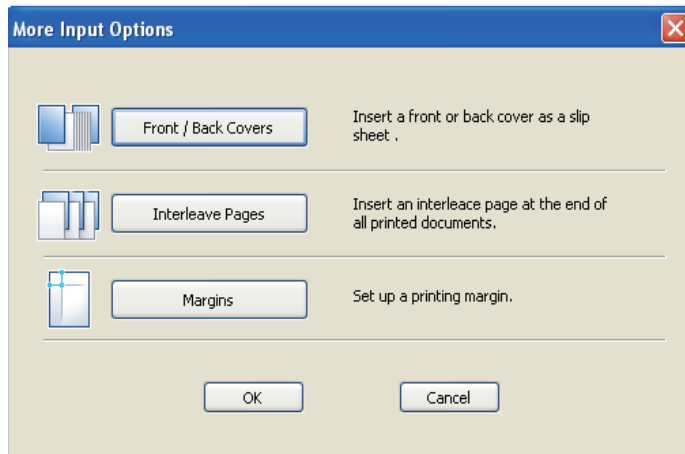 More Input Options
Front / Back Covers
Insert a front or back cover as a slip
sheet .
Interleave Pages
Insert an interleace page at the end of
all printed documents.
Margins
Set up a printing margin.
OK
Cancel